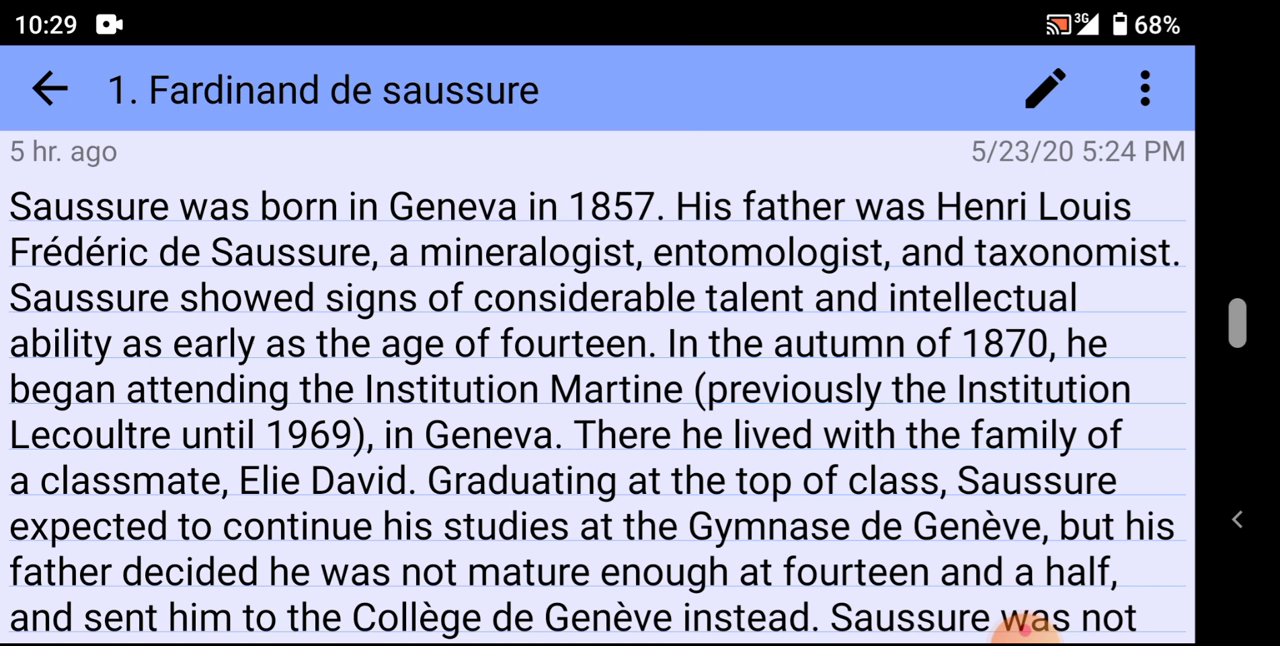 10:29
3G
68%
1. Fardinand de saussure
5 hr. ago
5/23/20 5:24 PM
Saussure was born in Geneva in 1857. His father was Henri Louis
Frédéric de Saussure, a mineralogist, entomologist, and taxonomist.
Saussure showed signs of considerable talent and intellectual
ability as early as the age of fourteen. In the autumn of 1870, he
began attending the Institution Martine (previously the Institution
Lecoultre until 1969), in Geneva. There he lived with the family of
a classmate, Elie David. Graduating at the top of class, Saussure
expected to continue his studies at the Gymnase de Genève, but his
father decided he was not mature enough at fourteen and a half,
and sent him to the Collège de Genève instead. Saussure was not